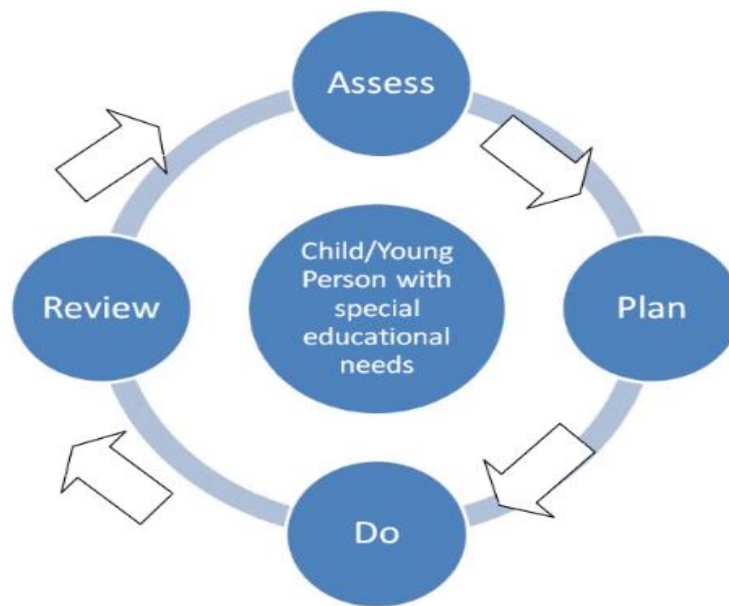 Assess
Child/Young
Person with
special
educational
needs
Review
Plan
Do